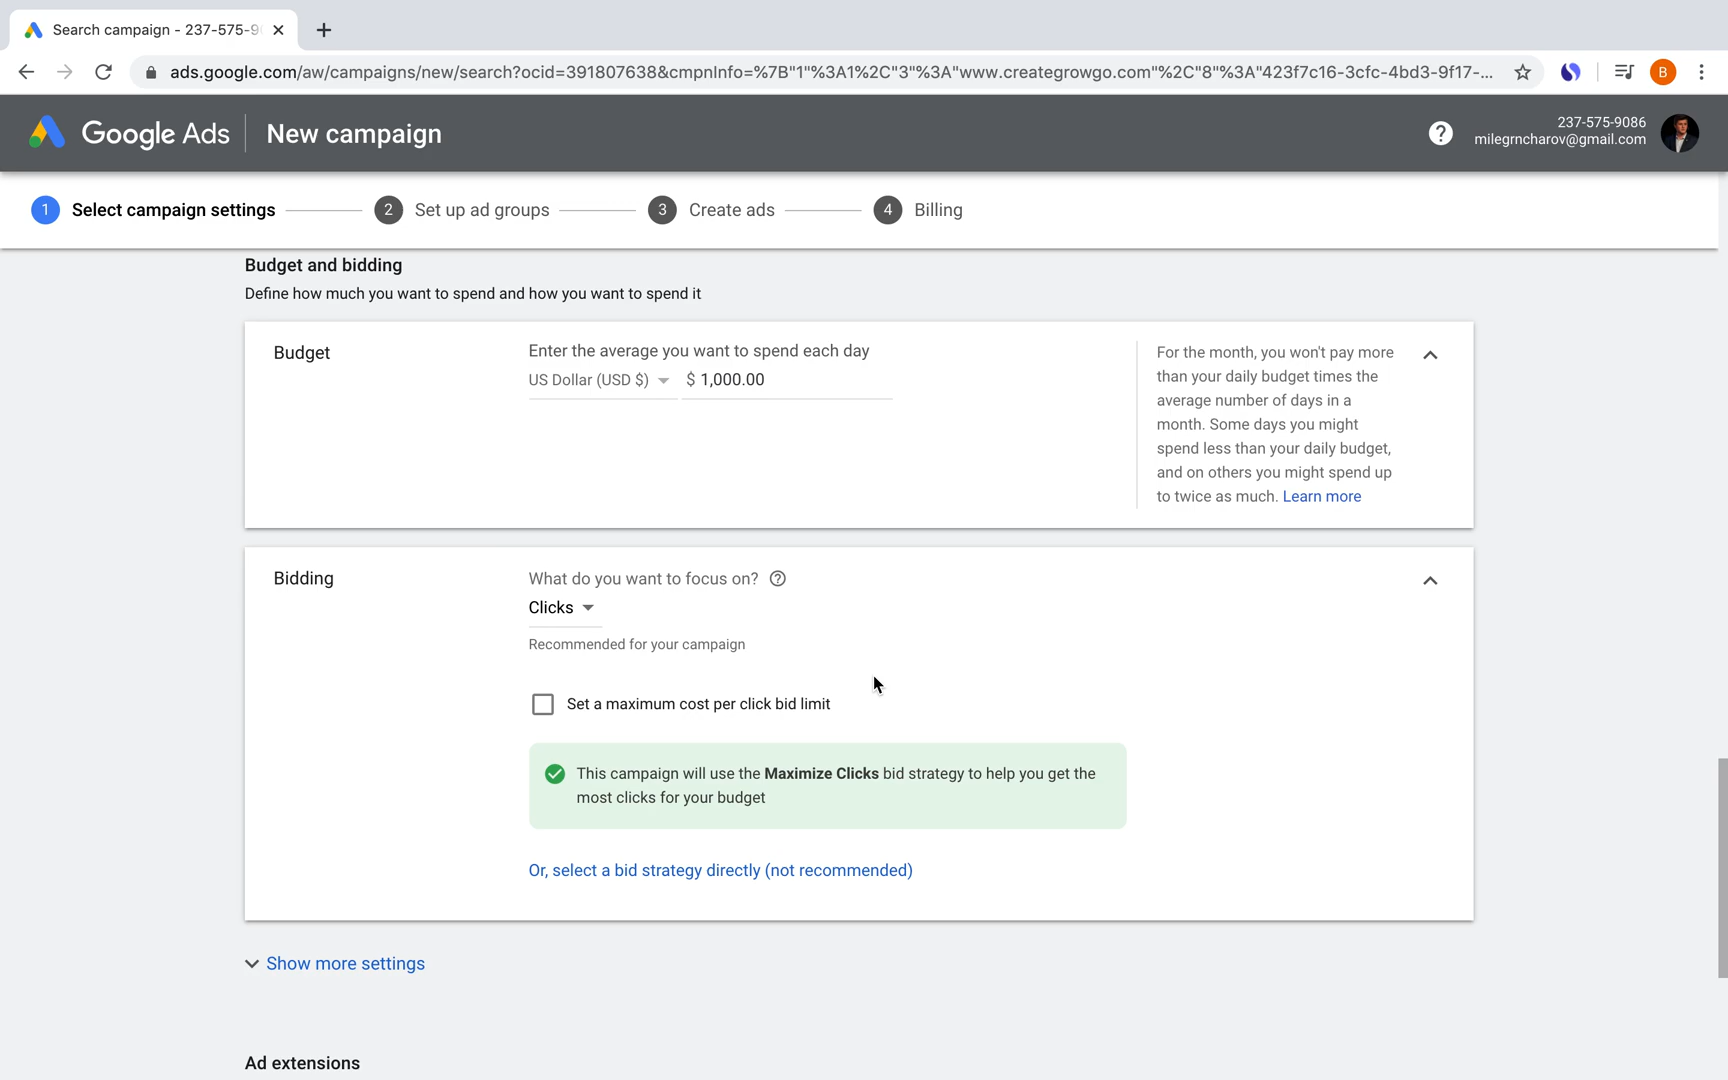 Search campaign - 237-575-9
ads.google.com/aw/campaigns/new/search?ocid=391807638&cmpnInfo=%7B"1"%3A1%2C"3"%3A"www.creategrowgo.com"%2C"8"%3A"423f7c16-3cfc-4bd3-9f17-...
B
Google Ads
New campaign
?
237-575-9086
milegrncharov@gmail.com
1 Select campaign settings
2 Set up ad groups
3 Create ads
4 Billing
Budget and bidding
Define how much you want to spend and how you want to spend it
Budget
Enter the average you want to spend each day
US Dollar (USD $)
$ 1,000.00
For the month, you won't pay more
than your daily budget times the
average number of days in a
month. Some days you might
spend less than your daily budget,
and on others you might spend up
to twice as much. Learn more
Bidding
What do you want to focus on? ?
Clicks
Recommended for your campaign
Set a maximum cost per click bid limit
This campaign will use the Maximize Clicks bid strategy to help you get the
most clicks for your budget
Or, select a bid strategy directly (not recommended)
Show more settings
Ad extensions